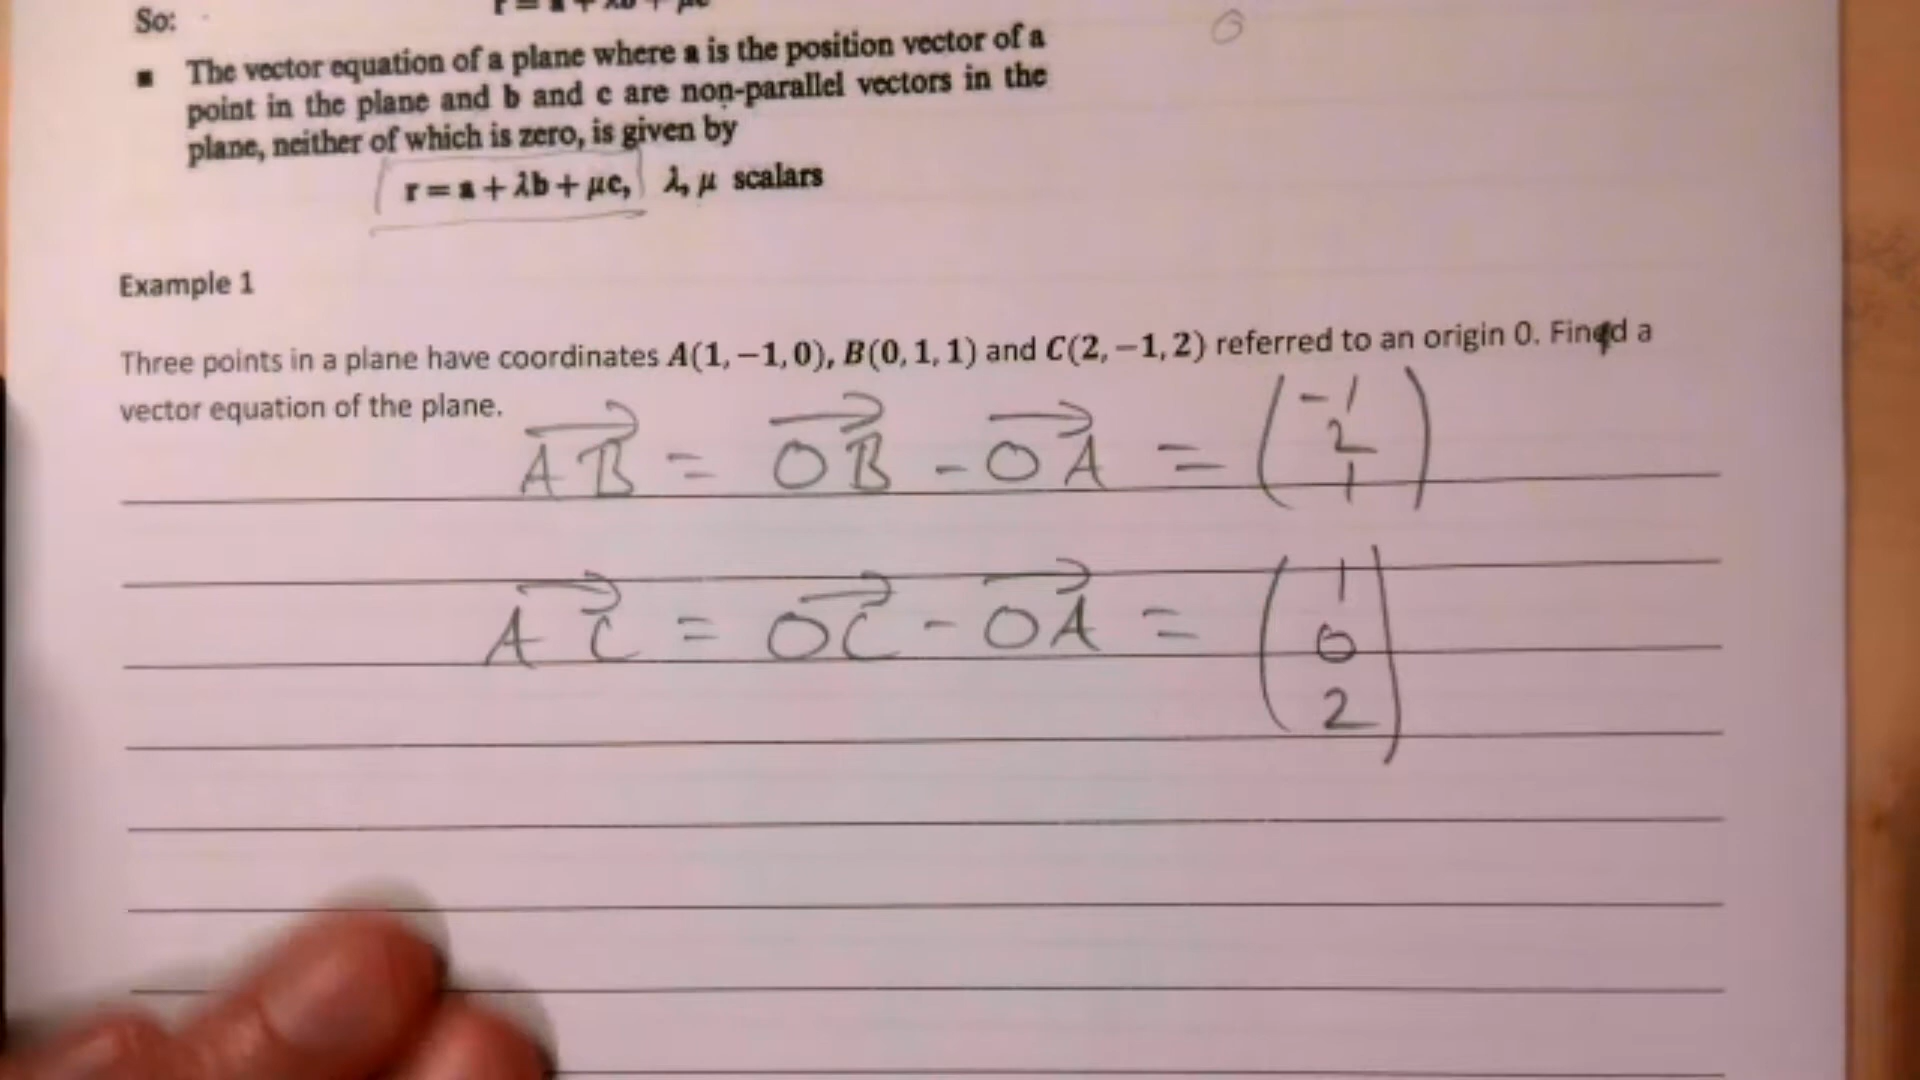 So: r = a + λb + μc
■ The vector equation of a plane where a is the position vector of a
point in the plane and b and c are non-parallel vectors in the
plane, neither of which is zero, is given by
r = a + λb + μc, λ, μ scalars
Example 1
Three points in a plane have coordinates A(1, −1, 0), B(0, 1, 1) and C(2, −1, 2) referred to an origin 0. Find a
vector equation of the plane.
AB = OB - OA = (-1 2 1)
AC = OC - OA = (1 0 2)